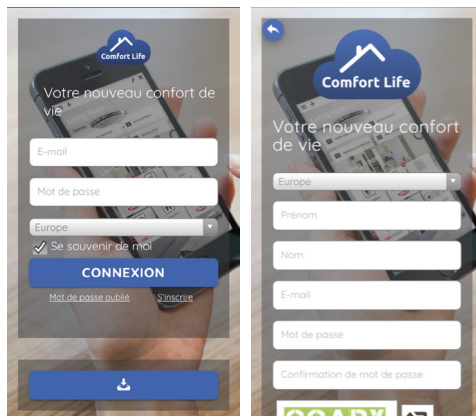 Comfort Life
Votre nouveau confort de
vie
E-mail
Mot de passe
Europe
Se souvenir de moi
CONNEXION
Mot de passe oublié
S'inscrire
Comfort Life
Votre nouveau confort
de vie
Europe
Prénom
Nom
E-mail
Mot de passe
Confirmation de mot de passe